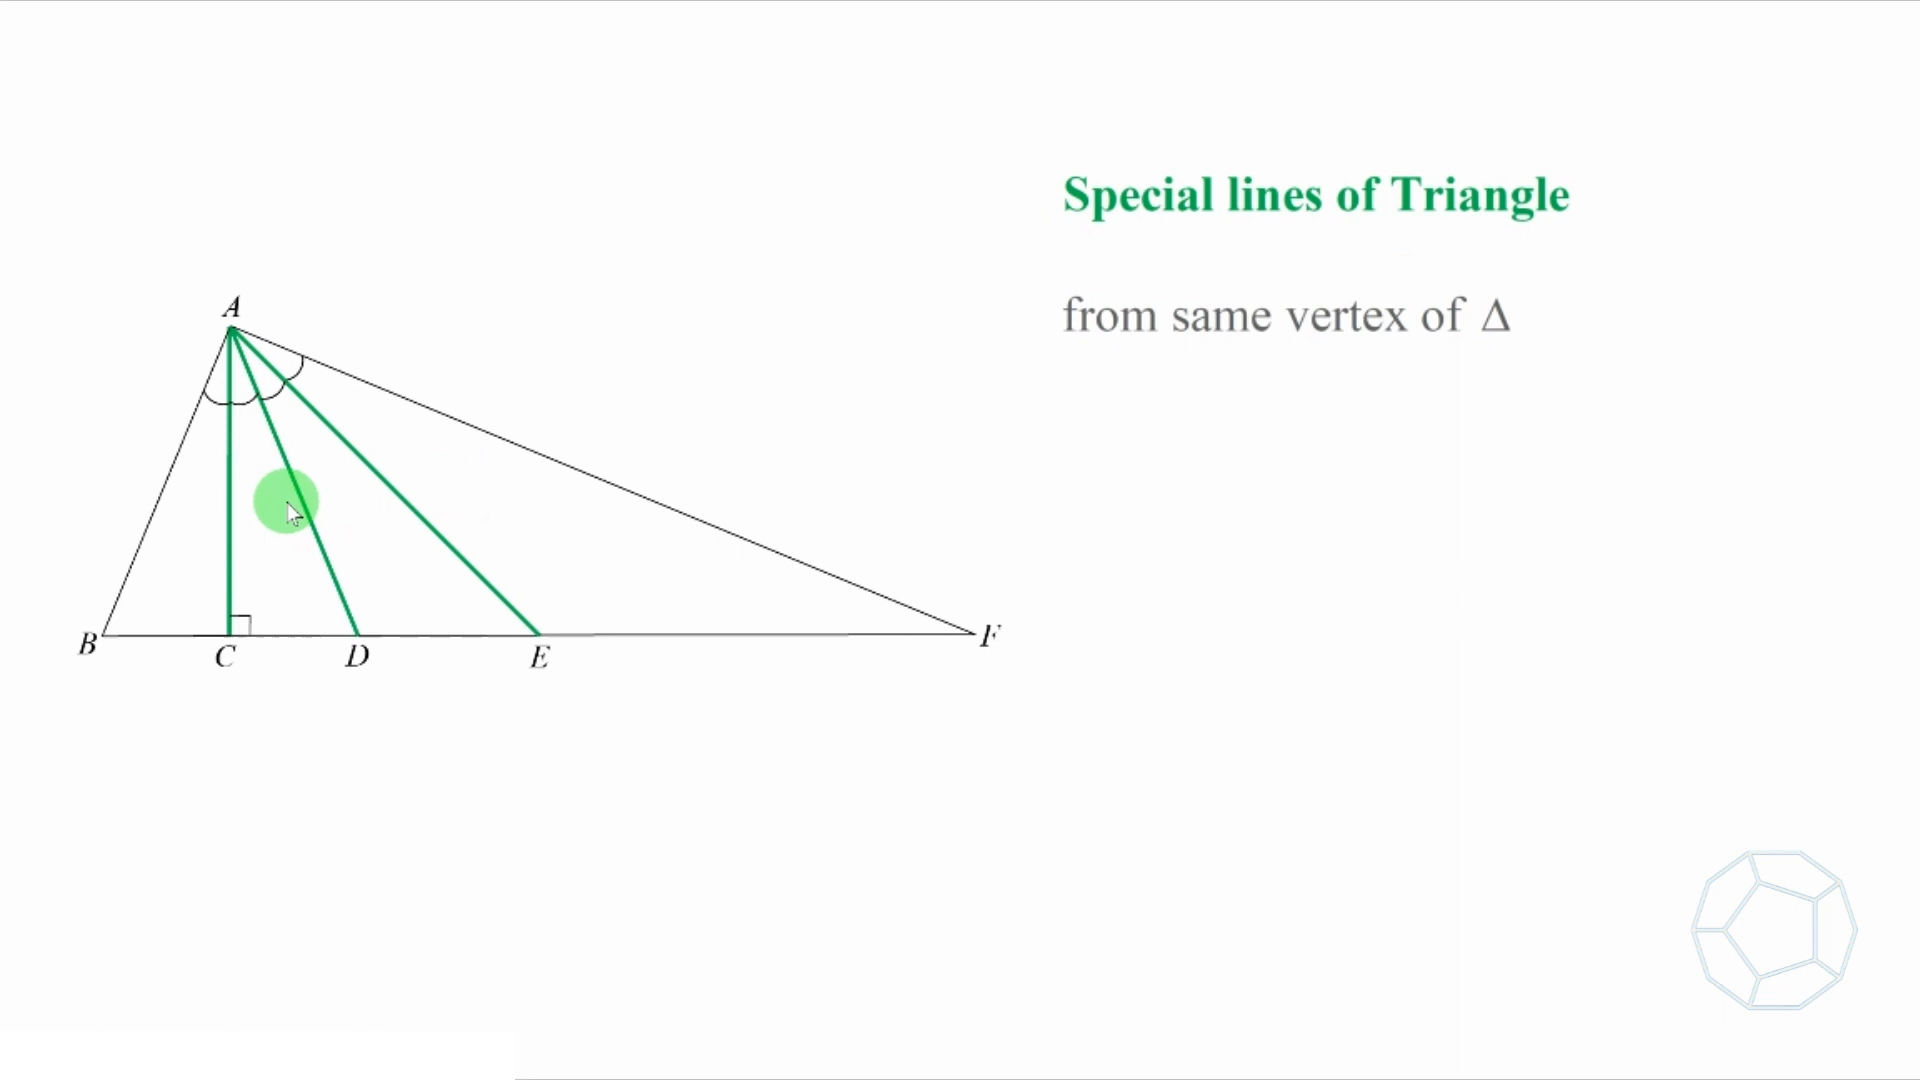 Special lines of Triangle
from same vertex of Δ
A
B
C
D
E
F